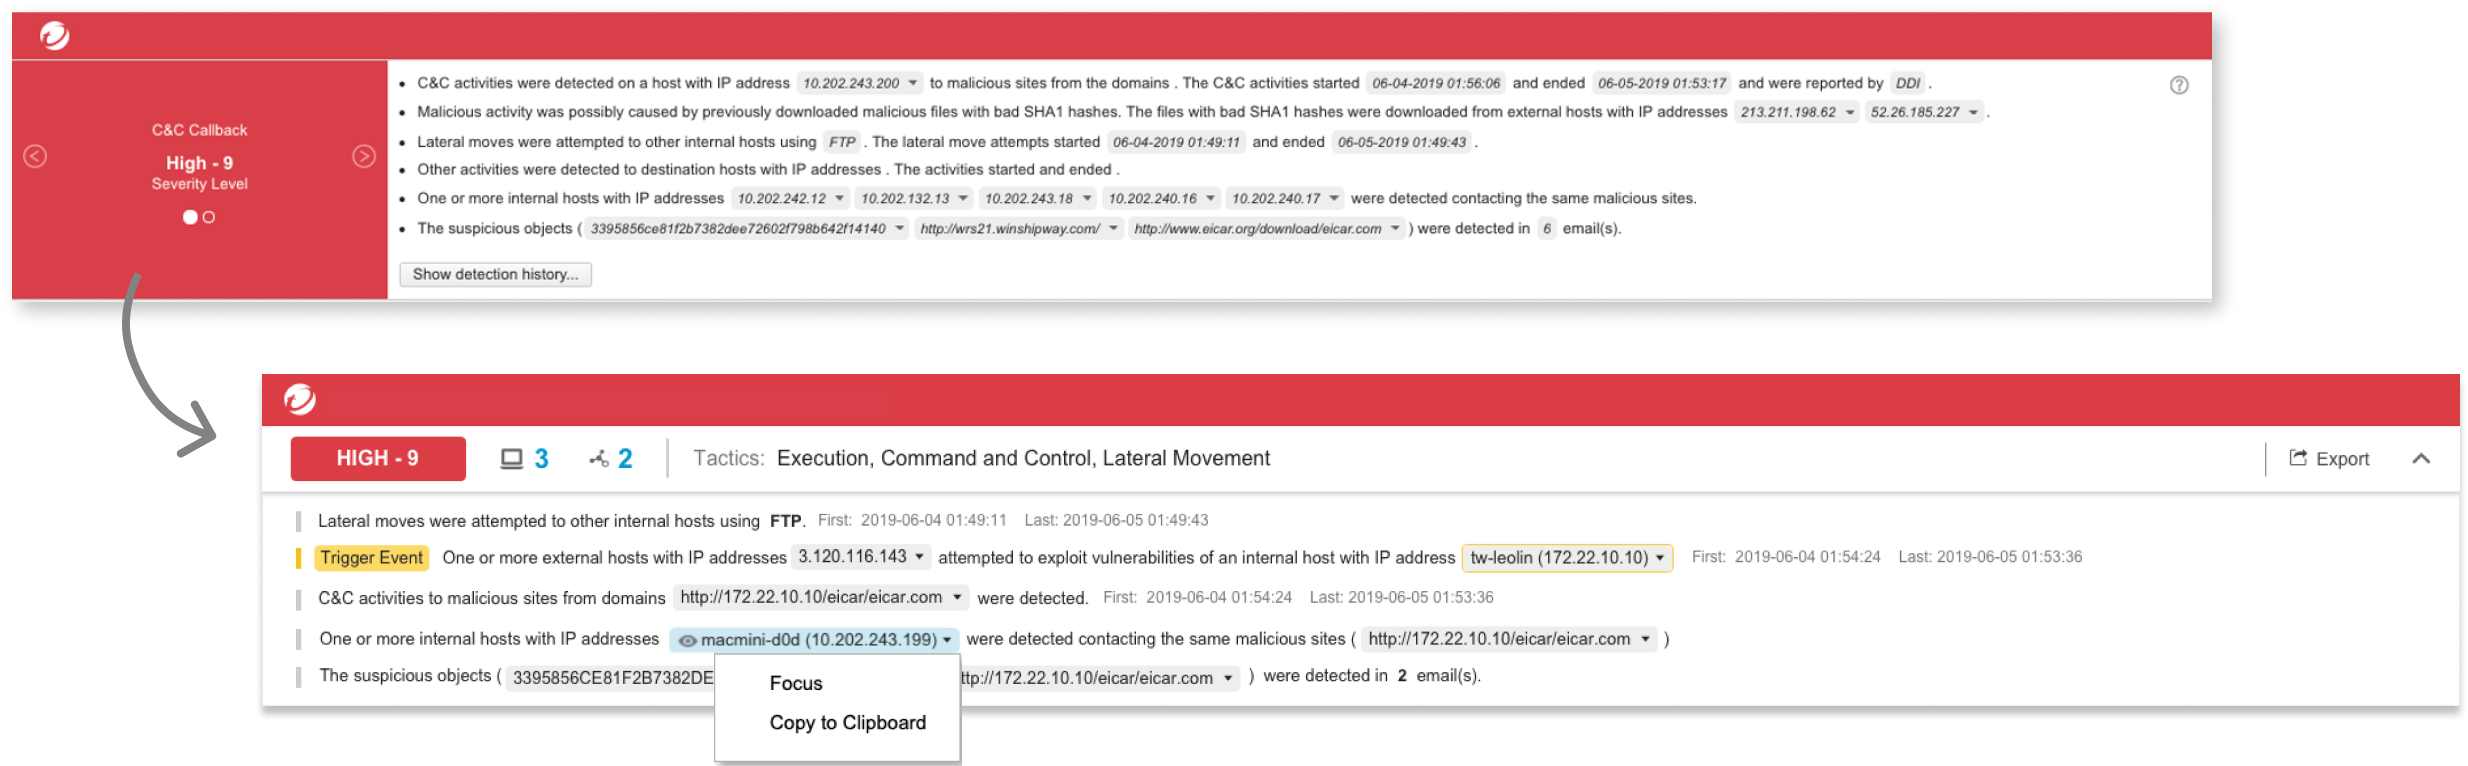 C&C Callback
High - 9
Severity Level
C&C activities were detected on a host with IP address 10.202.243.200 to malicious sites from the domains . The C&C activities started 06-04-2019 01:56:06 and ended 06-05-2019 01:53:17 and were reported by DDI .
Malicious activity was possibly caused by previously downloaded malicious files with bad SHA1 hashes. The files with bad SHA1 hashes were downloaded from external hosts with IP addresses 213.211.198.62 52.26.185.227 .
Lateral moves were attempted to other internal hosts using FTP . The lateral move attempts started 06-04-2019 01:49:11 and ended 06-05-2019 01:49:43 .
Other activities were detected to destination hosts with IP addresses . The activities started and ended .
One or more internal hosts with IP addresses 10.202.242.12 10.202.132.13 10.202.243.18 10.202.240.16 10.202.240.17 were detected contacting the same malicious sites.
The suspicious objects ( 3395856ce81f2b7382dee72602f798b642f14140 http://wrs21.winshipway.com/ http://www.eicar.org/download/eicar.com ) were detected in 6 email(s).
Show detection history...
HIGH - 9 3 2 Tactics: Execution, Command and Control, Lateral Movement Export
Lateral moves were attempted to other internal hosts using FTP. First: 2019-06-04 01:49:11 Last: 2019-06-05 01:49:43
Trigger Event One or more external hosts with IP addresses 3.120.116.143 attempted to exploit vulnerabilities of an internal host with IP address tw-leolin (172.22.10.10) First: 2019-06-04 01:54:24 Last: 2019-06-05 01:53:36
C&C activities to malicious sites from domains http://172.22.10.10/eicar/eicar.com were detected. First: 2019-06-04 01:54:24 Last: 2019-06-05 01:53:36
One or more internal hosts with IP addresses macmini-d0d (10.202.243.199) were detected contacting the same malicious sites ( http://172.22.10.10/eicar/eicar.com )
The suspicious objects ( 3395856CE81F2B7382DE ttp://172.22.10.10/eicar/eicar.com ) were detected in 2 email(s).
Focus
Copy to Clipboard